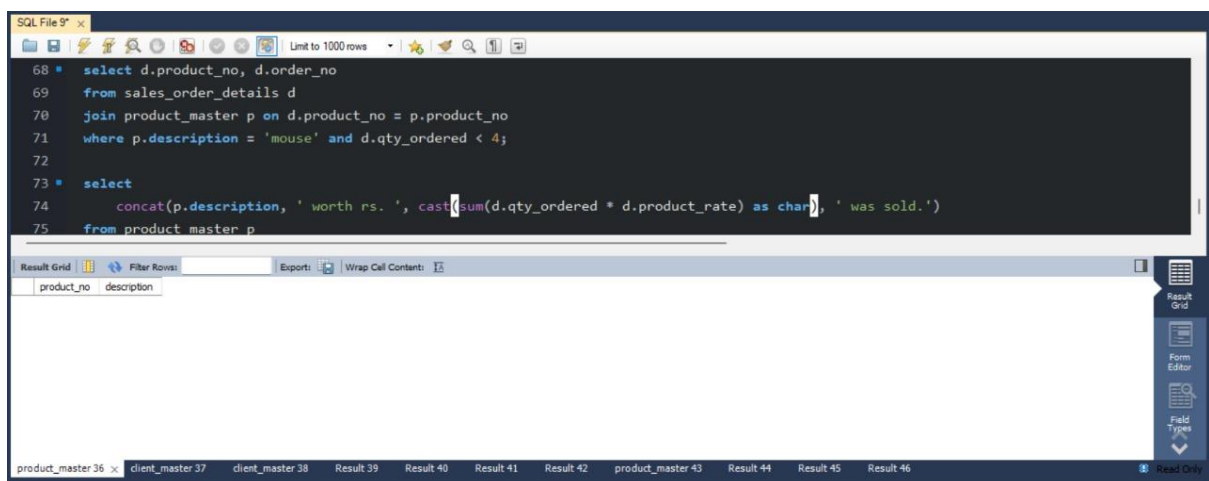 SQL File 9*
Limit to 1000 rows
68 select d.product_no, d.order_no
69 from sales_order_details d
70 join product_master p on d.product_no = p.product_no
71 where p.description = 'mouse' and d.qty_ordered < 4;
72
73 select
74 concat(p.description, ' worth rs. ', cast(sum(d.qty_ordered * d.product_rate) as char), ' was sold.')
75 from product_master p
Result Grid Filter Rows: Export: Wrap Cell Content: IA
product_no description
Result
Grid
Form
Editor
Field
Types
product_master 36 client_master 37 client_master 38 Result 39 Result 40 Result 41 Result 42 product_master 43 Result 44 Result 45 Result 46 Read Only